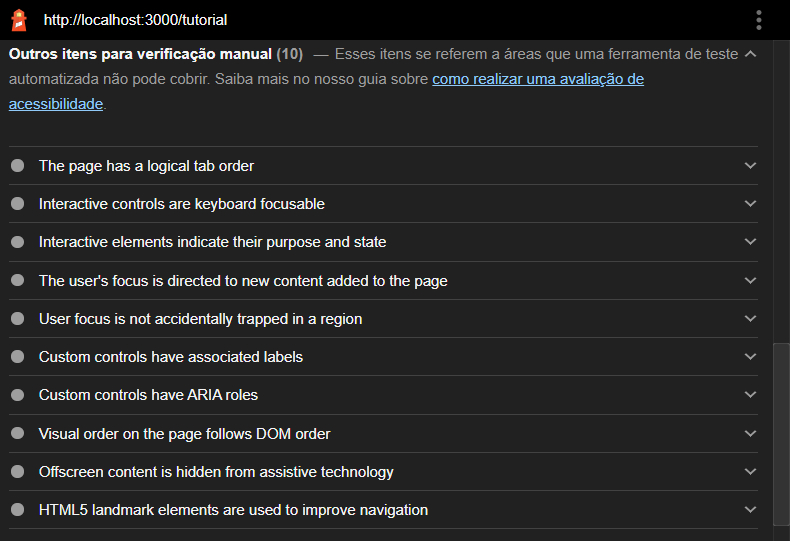 http://localhost:3000/tutorial
Outros itens para verificação manual (10) — Esses itens se referem a áreas que uma ferramenta de teste
automatizada não pode cobrir. Saiba mais no nosso guia sobre como realizar uma avaliação de
acessibilidade.
The page has a logical tab order
Interactive controls are keyboard focusable
Interactive elements indicate their purpose and state
The user's focus is directed to new content added to the page
User focus is not accidentally trapped in a region
Custom controls have associated labels
Custom controls have ARIA roles
Visual order on the page follows DOM order
Offscreen content is hidden from assistive technology
HTML5 landmark elements are used to improve navigation